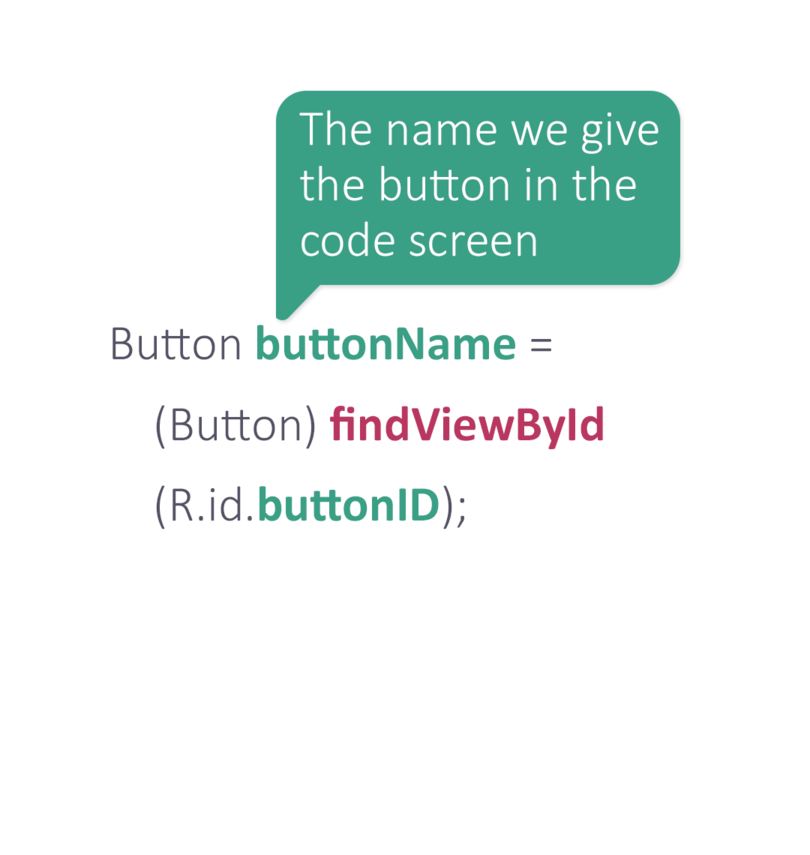 The name we give
the button in the
code screen
Button buttonName =
(Button) findViewById
(R.id.buttonID);